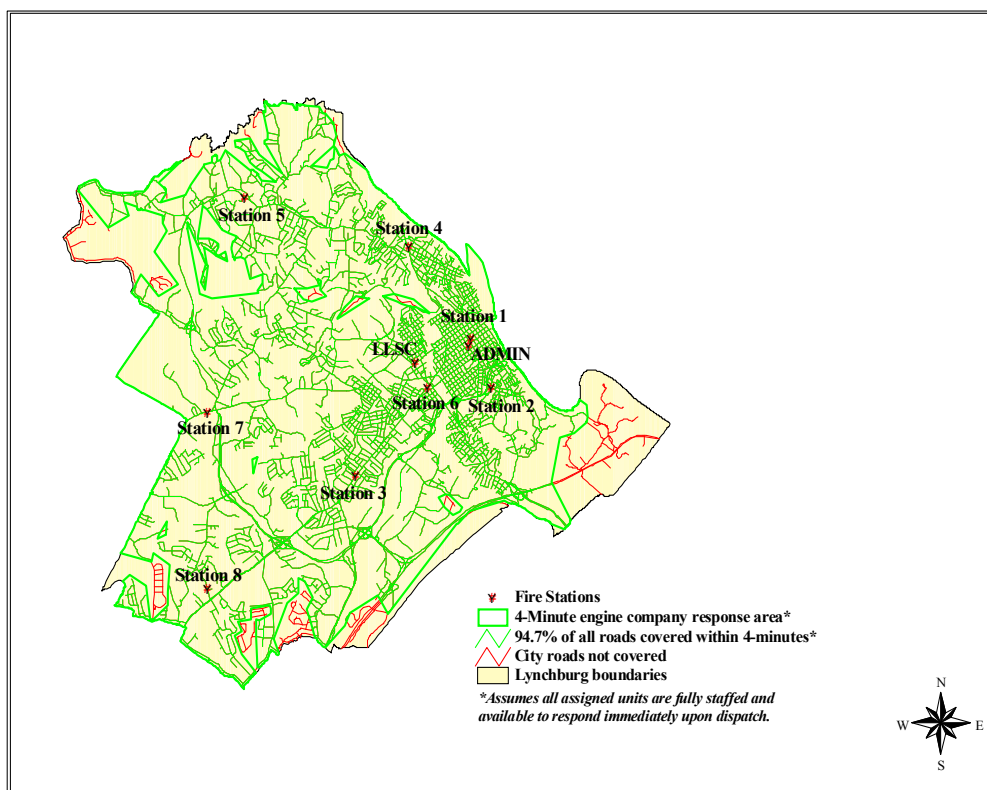 Station 5
Station 4
Station 1
LLSC
ADMIN
Station 6
Station 2
Station 7
Station 3
Station 8
Fire Stations
4-Minute engine company response area*
94.7% of all roads covered within 4-minutes*
City roads not covered
Lynchburg boundaries
*Assumes all assigned units are fully staffed and
available to respond immediately upon dispatch.
N
W E
S